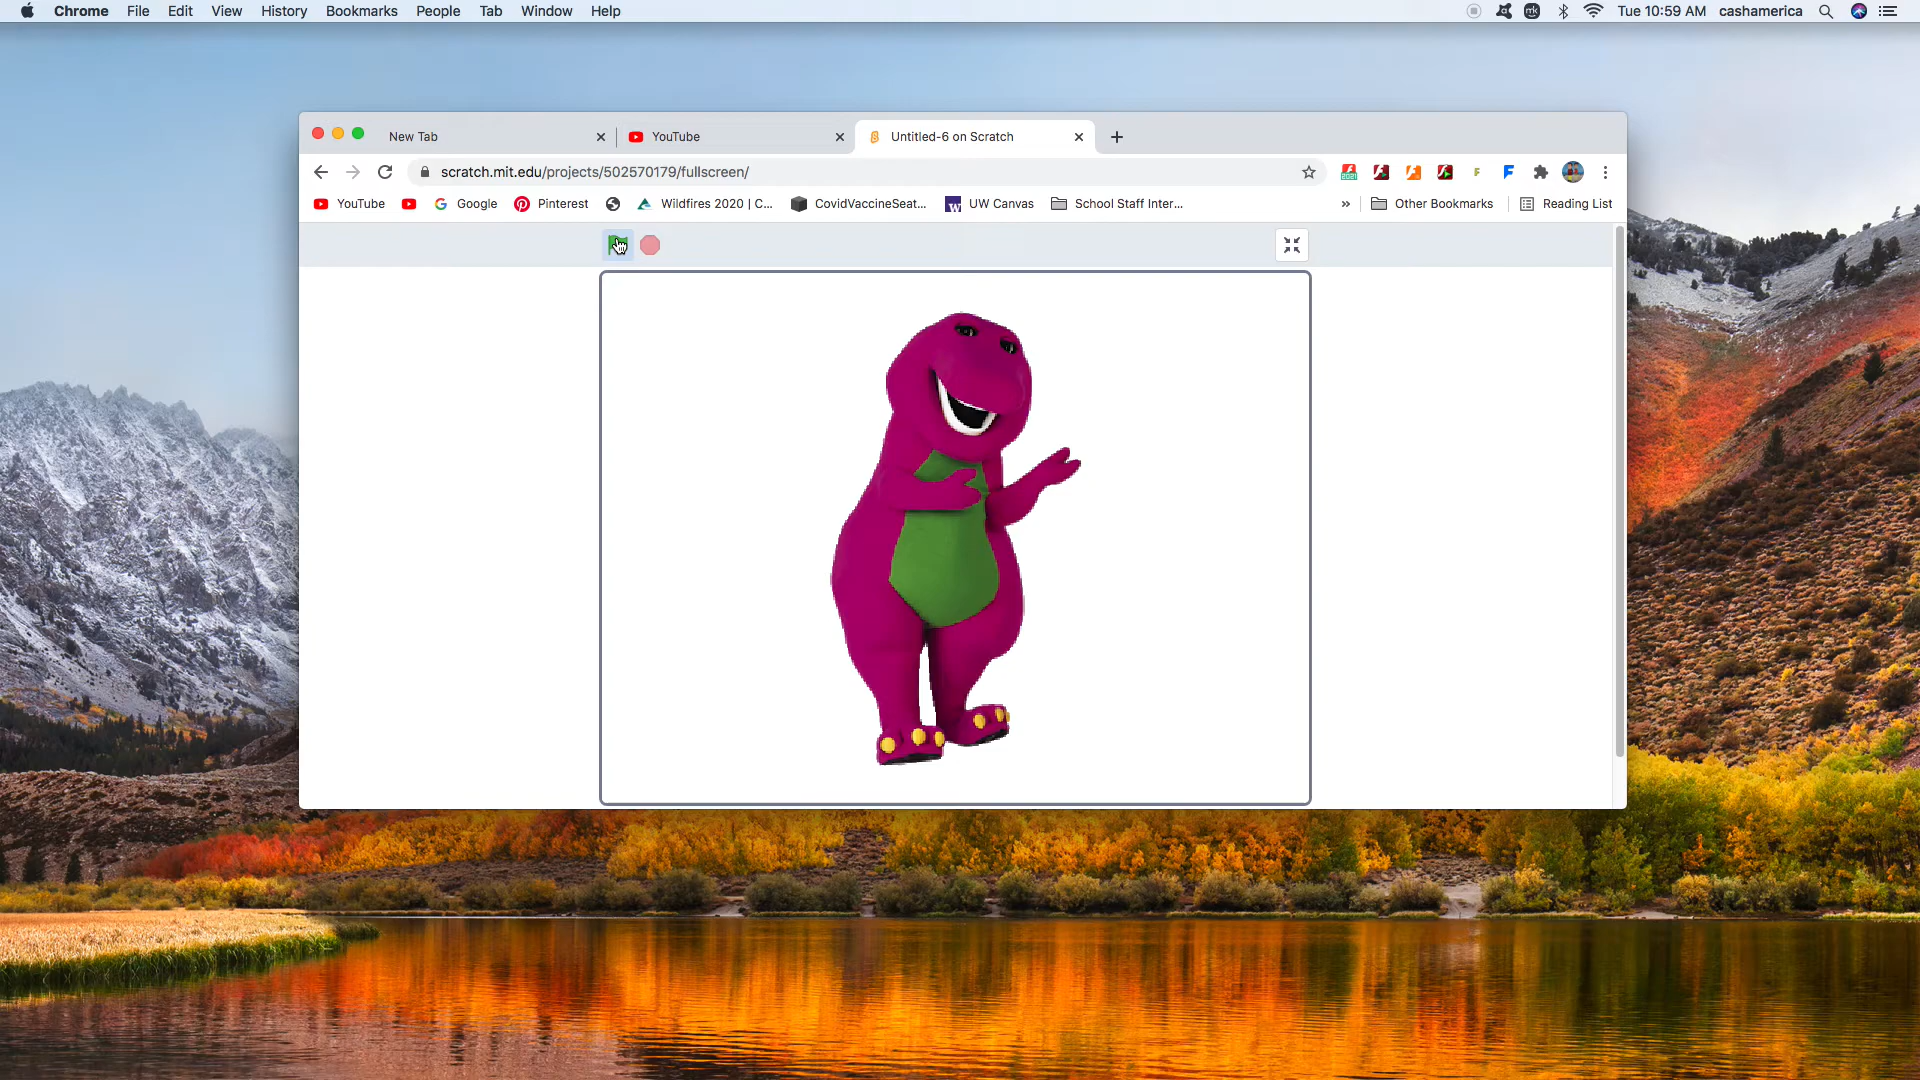 Chrome File Edit View History Bookmarks People Tab Window Help Tue 10:59 AM cashamerica
New Tab YouTube Untitled-6 on Scratch
scratch.mit.edu/projects/502570179/fullscreen/
YouTube Google Pinterest Wildfires 2020 | C... CovidVaccineSeat... UW Canvas School Staff Inter... » Other Bookmarks Reading List